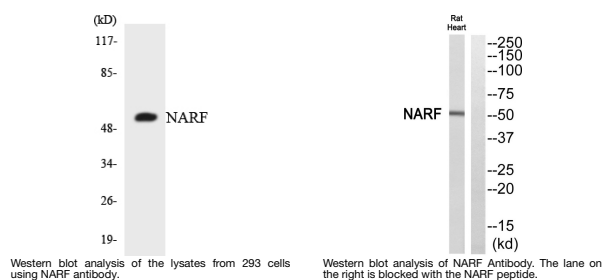 (kD)
117-
85-
NARF
48-
34-
26-
19-
Western blot analysis of the lysates from 293 cells
using NARF antibody.
Rat
Heart
--250
--150
--100
--75
NARF
--50
--37
--25
--20
--15
(kd)
Western blot analysis of NARF Antibody. The lane on
the right is blocked with the NARF peptide.